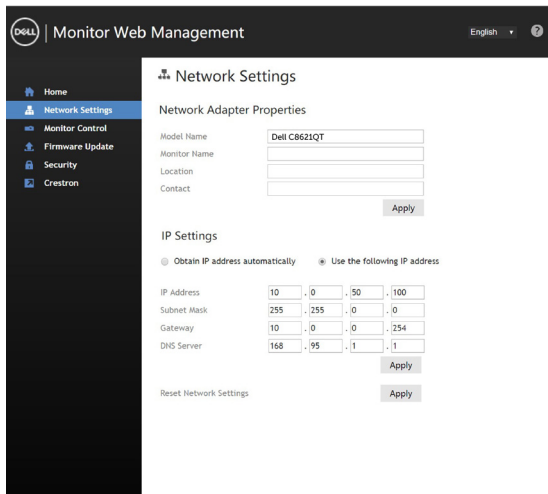 DELL | Monitor Web Management
English
?
Home
Network Settings
Monitor Control
Firmware Update
Security
Crestron
Network Settings
Network Adapter Properties
Model Name Dell C8621QT
Monitor Name
Location
Contact
Apply
IP Settings
Obtain IP address automatically Use the following IP address
IP Address 10 . 0 . 50 . 100
Subnet Mask 255 . 255 . 0 . 0
Gateway 10 . 0 . 0 . 254
DNS Server 168 . 95 . 1 . 1
Apply
Reset Network Settings Apply